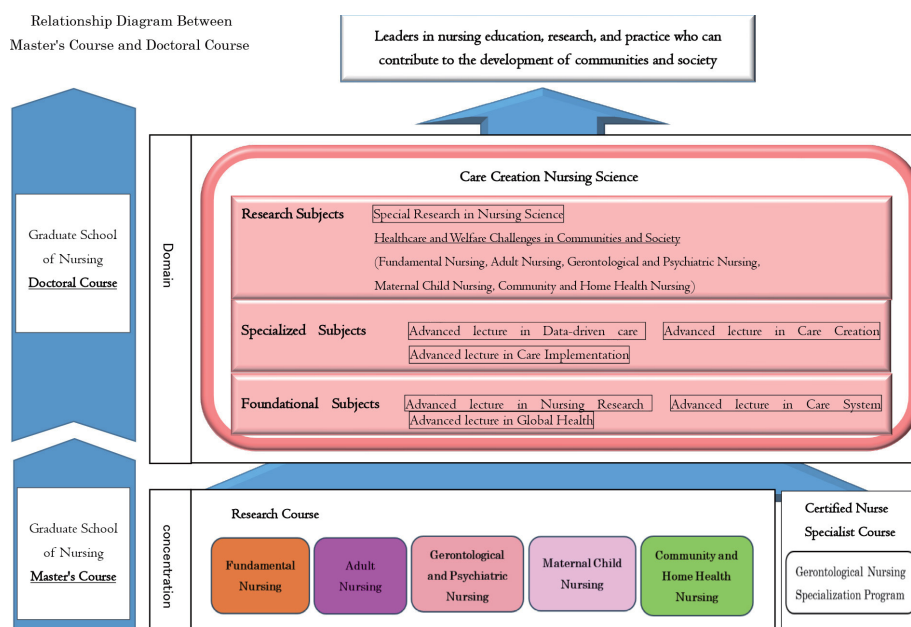 Relationship Diagram Between
Master's Course and Doctoral Course
Leaders in nursing education, research, and practice who can
contribute to the development of communities and society
Graduate School
of Nursing
Doctoral Course
Domain
Care Creation Nursing Science
Research Subjects Special Research in Nursing Science
Healthcare and Welfare Challenges in Communities and Society
(Fundamental Nursing, Adult Nursing, Gerontological and Psychiatric Nursing,
Maternal Child Nursing, Community and Home Health Nursing)
Specialized Subjects Advanced lecture in Data-driven care Advanced lecture in Care Creation
Advanced lecture in Care Implementation
Foundational Subjects Advanced lecture in Nursing Research Advanced lecture in Care System
Advanced lecture in Global Health
Graduate School
of Nursing
Master's Course
concentration
Research Course
Fundamental
Nursing
Adult
Nursing
Gerontological
and Psychiatric
Nursing
Maternal Child
Nursing
Community and
Home Health
Nursing
Certified Nurse
Specialist Course
Gerontological Nursing
Specialization Program